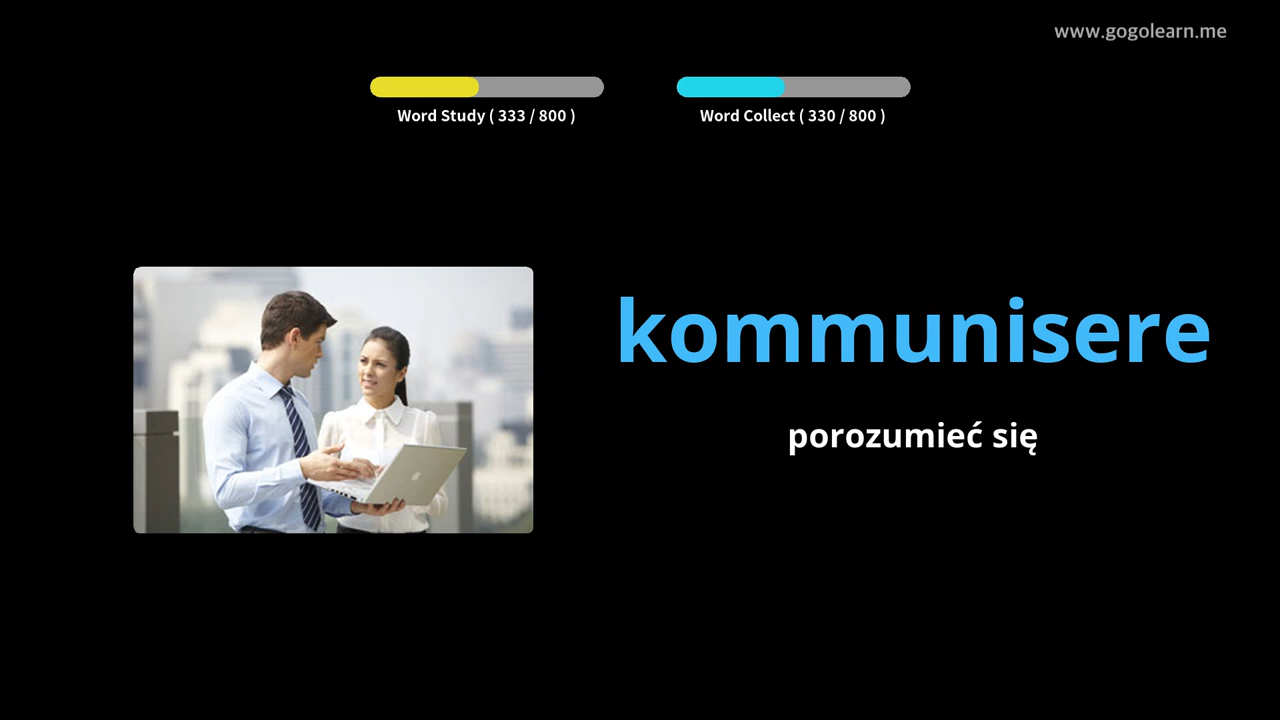 www.gogolearn.me
Word Study ( 333 / 800 )
Word Collect ( 330 / 800 )
kommunisere
porozumieć się